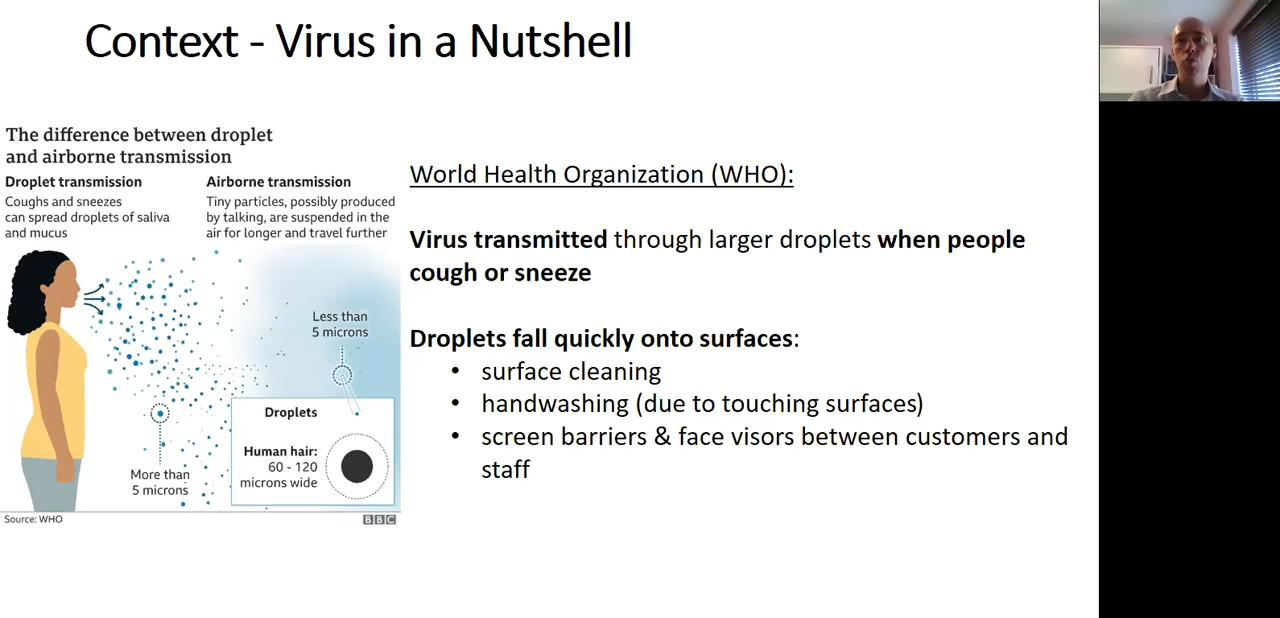 Context - Virus in a Nutshell
The difference between droplet
and airborne transmission
Droplet transmission
Coughs and sneezes
can spread droplets of saliva
and mucus
Airborne transmission
Tiny particles, possibly produced
by talking, are suspended in the
air for longer and travel further
Less than
5 microns
Droplets
Human hair:
60 - 120
microns wide
More than
5 microns
Source: WHO
BBC
World Health Organization (WHO):
Virus transmitted through larger droplets when people
cough or sneeze
Droplets fall quickly onto surfaces:
• surface cleaning
• handwashing (due to touching surfaces)
• screen barriers & face visors between customers and
staff